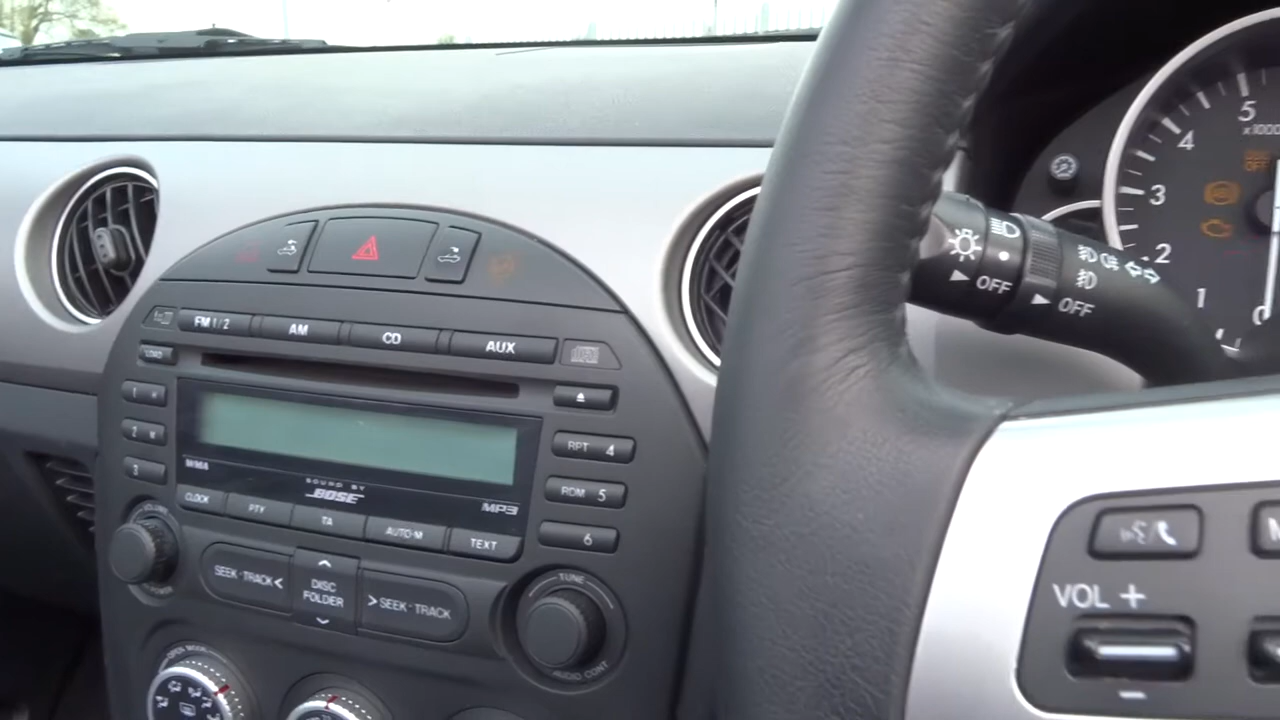 FM 1/2 AM CD AUX
LOAD
1
2
3
RPT 4
RDM 5
6
WMA
SOUND BY
BOSE
MP3
CLOCK PTY TA AUTO-M TEXT
VOLUME
SEEK·TRACK <
DISC
FOLDER
> SEEK·TRACK
TUNE
AUDIO CONT
OFF
OFF
5
x1000
4
3
2
1
0
OFF
VOL +
−